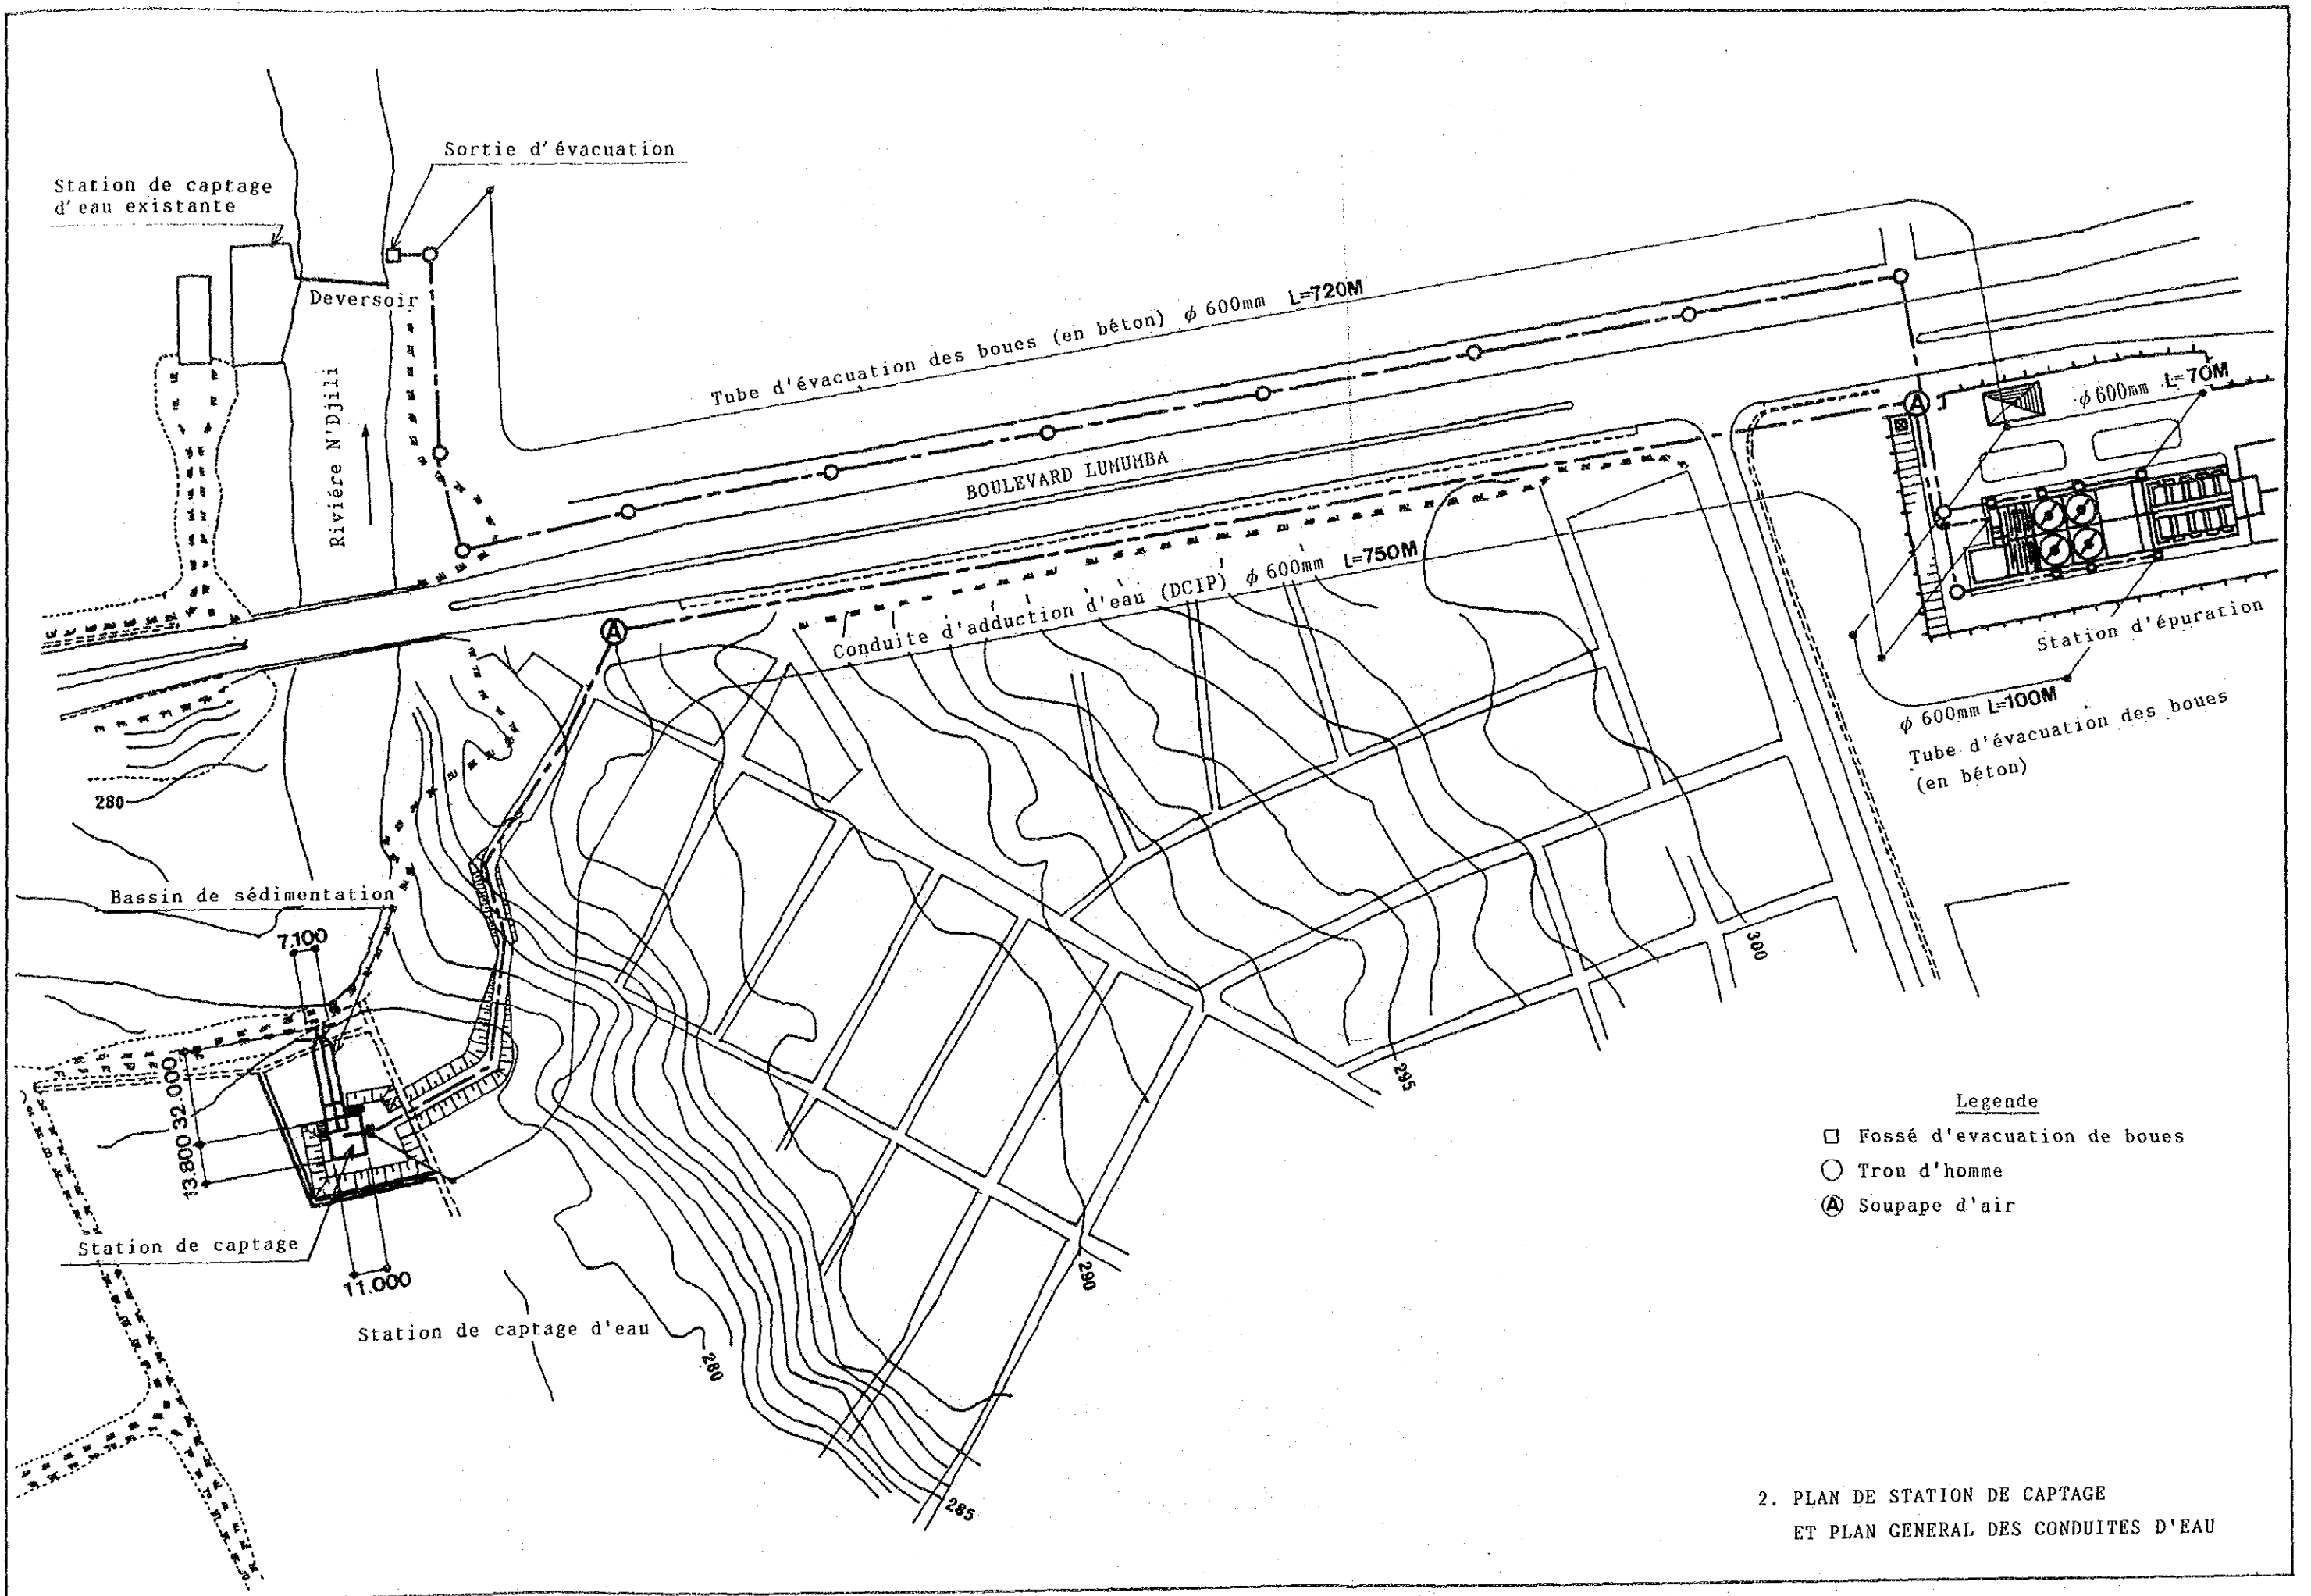 Sortie d'évacuation
Station de captage
d'eau existante
Deversoir
Riviére N'Djili
Tube d'évacuation des boues (en béton) φ 600mm L=720M
BOULEVARD LUMUMBA
φ 600mm L=70M
Conduite d'adduction d'eau (DCIP) φ 600mm L=750M
Station d'épuration
φ 600mm L=100M
Tube d'évacuation des boues
(en béton)
280
Bassin de sédimentation
7.100
300
32.000
13.800
295
Station de captage
11.000
290
Station de captage d'eau
280
285
Legende
Fossé d'evacuation de boues
Trou d'homme
A Soupape d'air
A
A
2. PLAN DE STATION DE CAPTAGE
ET PLAN GENERAL DES CONDUITES D'EAU